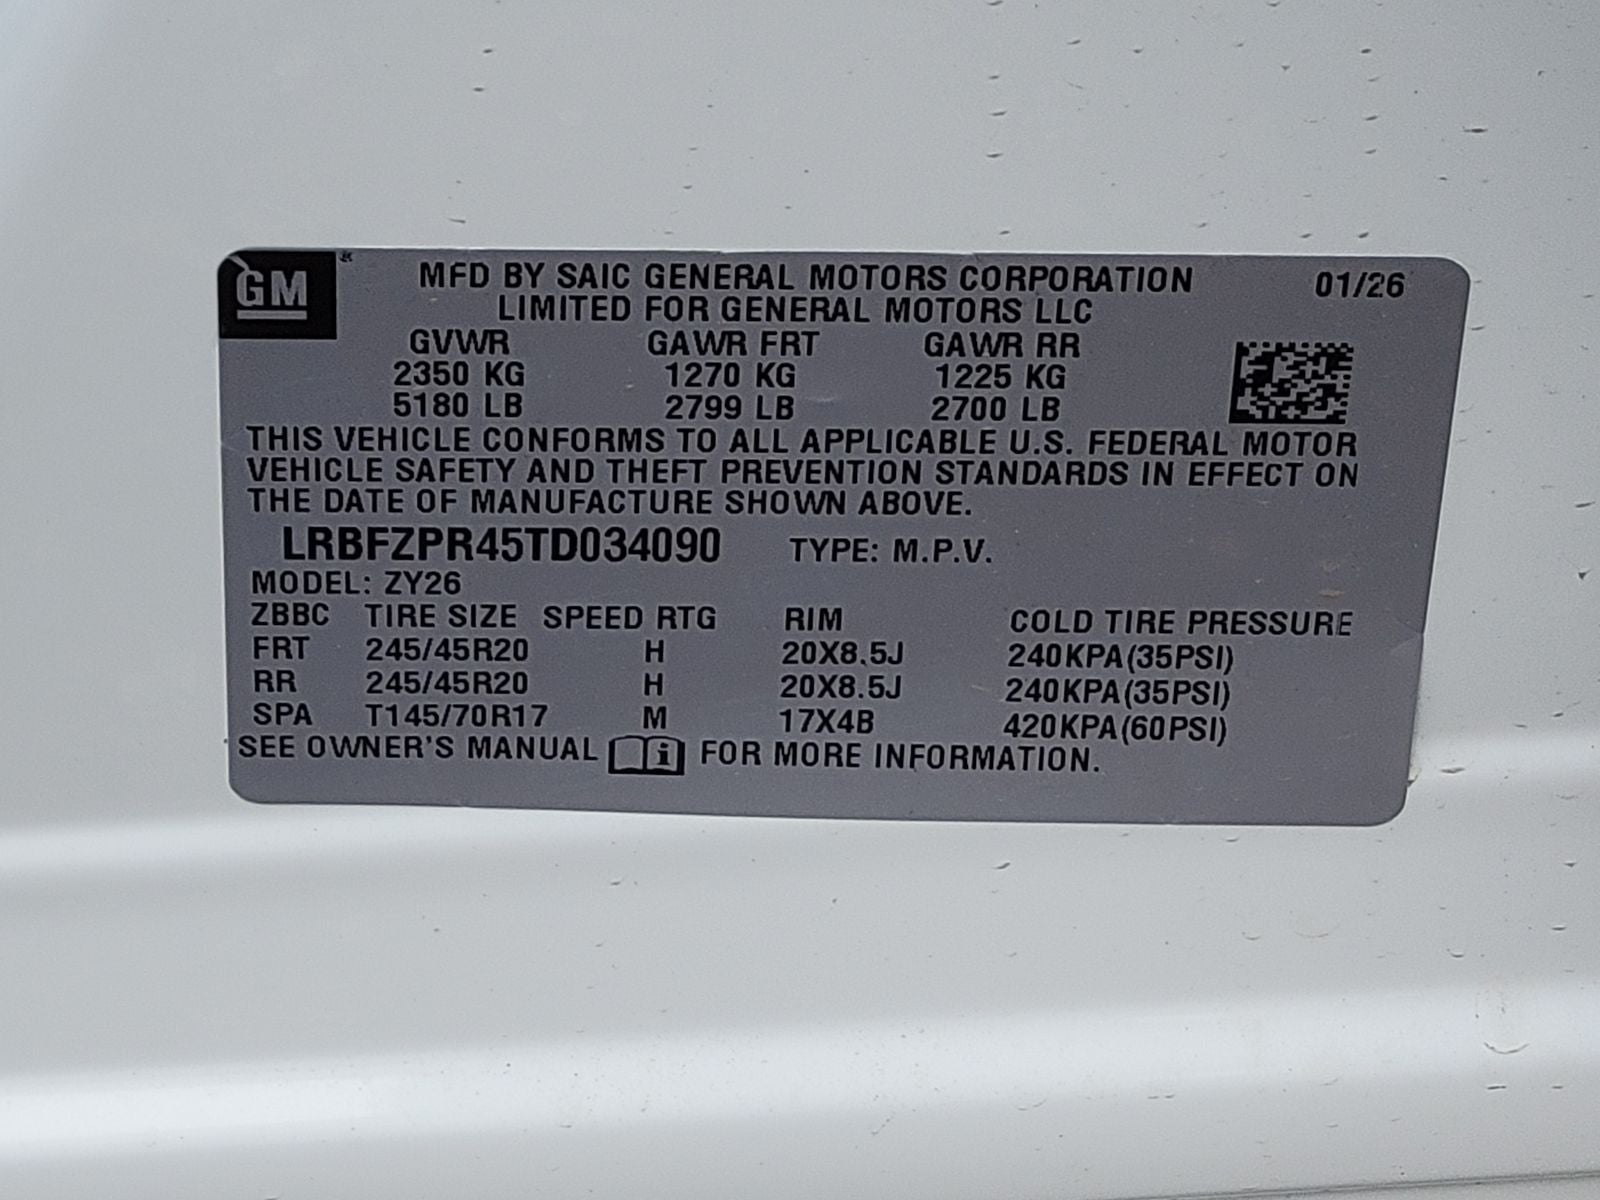 GM
MFD BY SAIC GENERAL MOTORS CORPORATION 01/26
LIMITED FOR GENERAL MOTORS LLC
GVWR GAWR FRT GAWR RR
2350 KG 1270 KG 1225 KG
5180 LB 2799 LB 2700 LB
THIS VEHICLE CONFORMS TO ALL APPLICABLE U.S. FEDERAL MOTOR
VEHICLE SAFETY AND THEFT PREVENTION STANDARDS IN EFFECT ON
THE DATE OF MANUFACTURE SHOWN ABOVE.
LRBFZPR45TD034090 TYPE: M.P.V.
MODEL: ZY26
ZBBC TIRE SIZE SPEED RTG RIM COLD TIRE PRESSURE
FRT 245/45R20 H 20X8.5J 240KPA(35PSI)
RR 245/45R20 H 20X8.5J 240KPA(35PSI)
SPA T145/70R17 M 17X4B 420KPA(60PSI)
SEE OWNER'S MANUAL i FOR MORE INFORMATION.